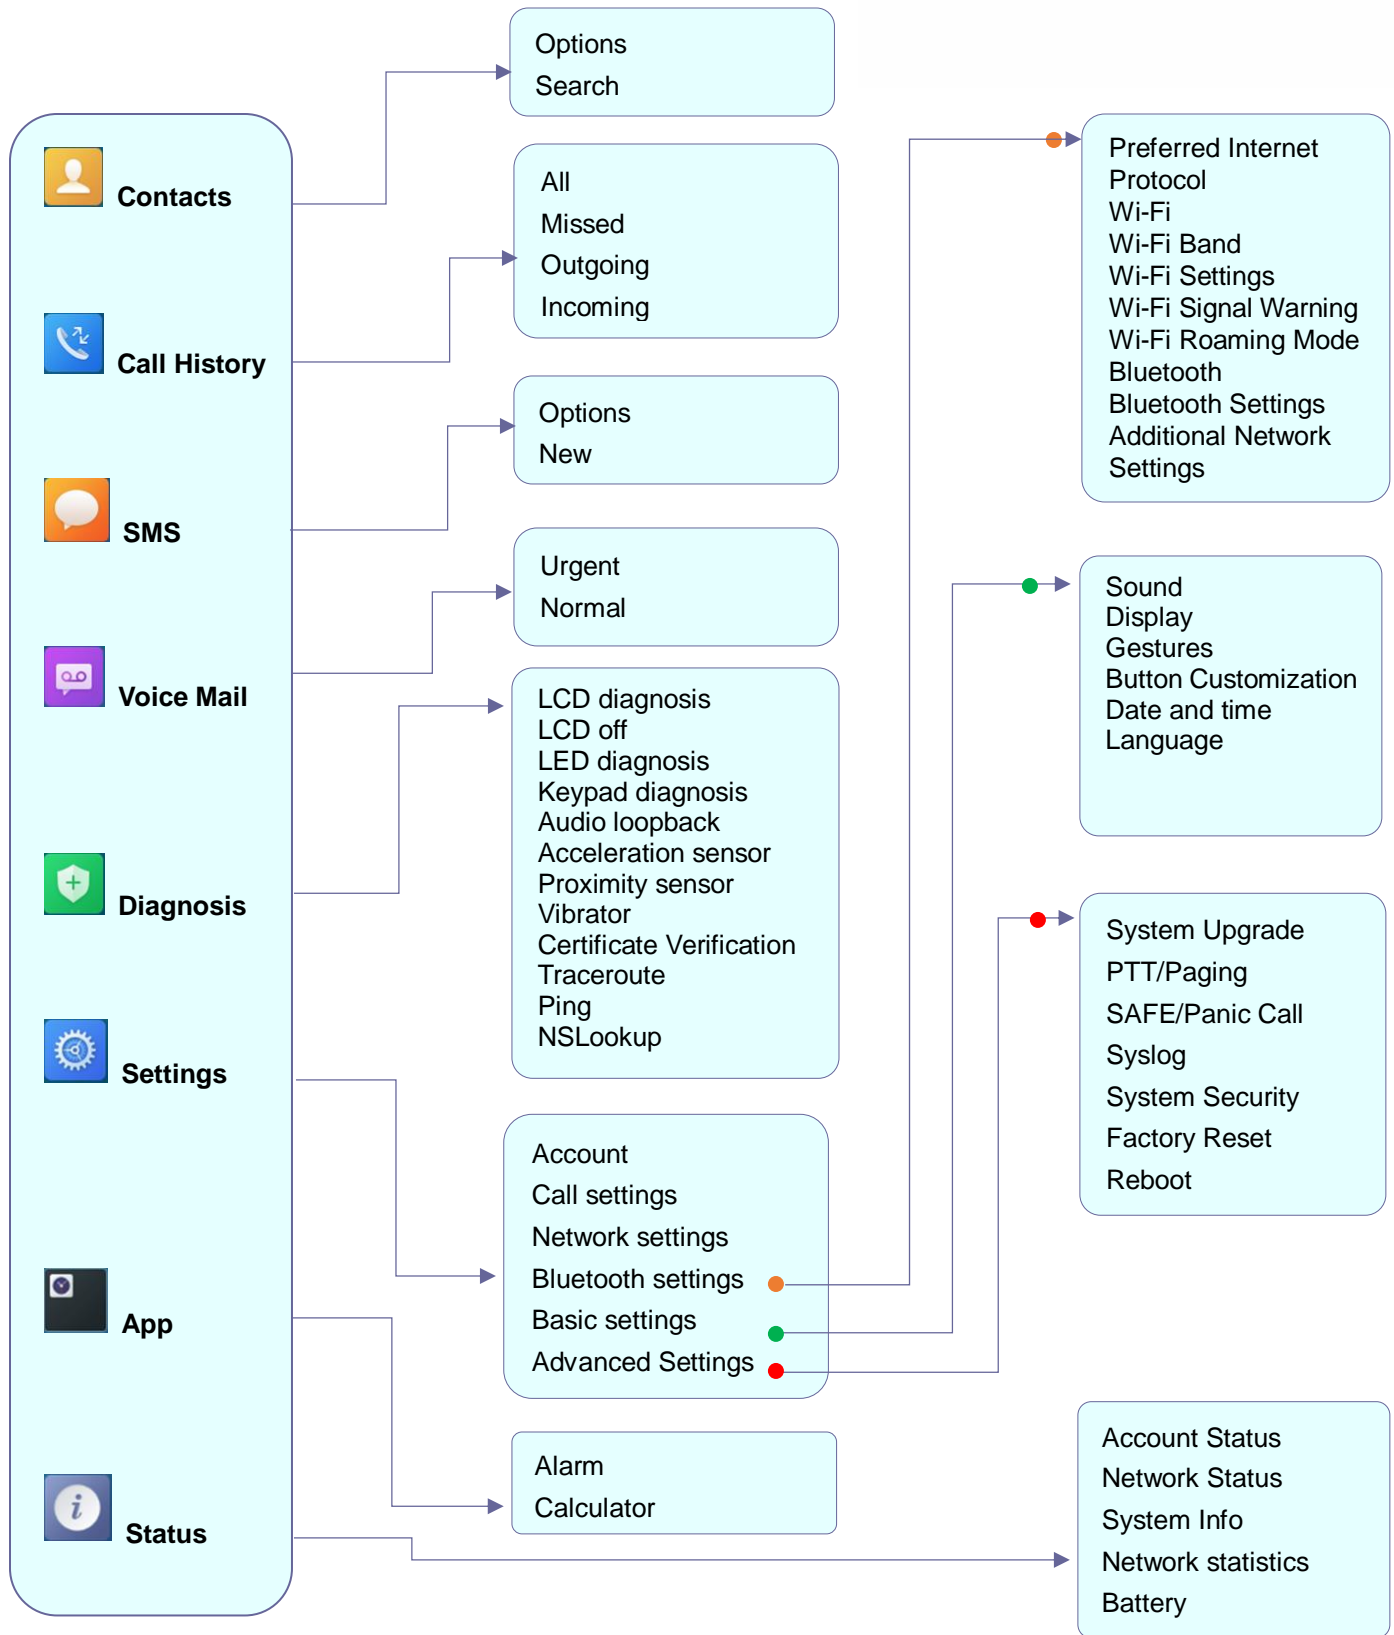 Contacts
Call History
SMS
Voice Mail
Diagnosis
Settings
App
Status
Options
Search
All
Missed
Outgoing
Incoming
Options
New
Urgent
Normal
LCD diagnosis
LCD off
LED diagnosis
Keypad diagnosis
Audio loopback
Acceleration sensor
Proximity sensor
Vibrator
Certificate Verification
Traceroute
Ping
NSLookup
Account
Call settings
Network settings
Bluetooth settings
Basic settings
Advanced Settings
Alarm
Calculator
Preferred Internet
Protocol
Wi-Fi
Wi-Fi Band
Wi-Fi Settings
Wi-Fi Signal Warning
Wi-Fi Roaming Mode
Bluetooth
Bluetooth Settings
Additional Network
Settings
Sound
Display
Gestures
Button Customization
Date and time
Language
System Upgrade
PTT/Paging
SAFE/Panic Call
Syslog
System Security
Factory Reset
Reboot
Account Status
Network Status
System Info
Network statistics
Battery